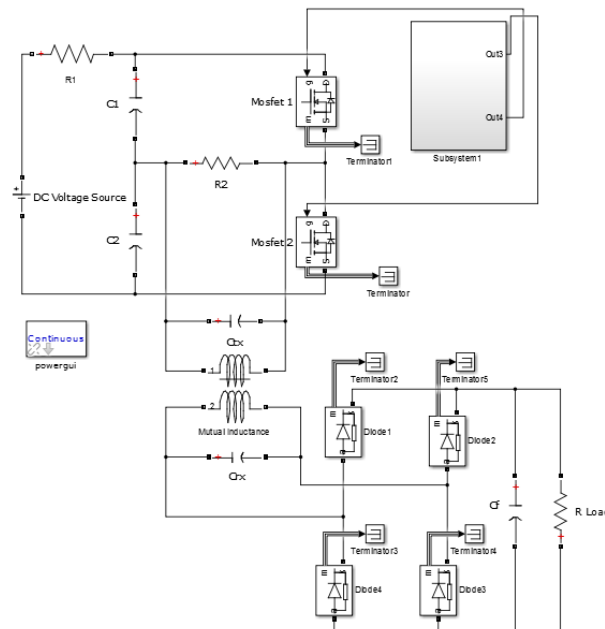 R1
C1
g
D
Mosfet 1
m
S
Out3
Out4
Terminator1
Subsystem1
R2
DC Voltage Source
C2
g
D
Mosfet 2
m
S
Terminator
Continuous
powergui
Ctx
1
2
Mutual Inductance
Crx
Terminator2
Terminator5
m
k
Diode1
a
m
k
Diode2
a
Cf
R Loa
Terminator3
Terminator4
m
k
Diode4
a
m
k
Diode3
a